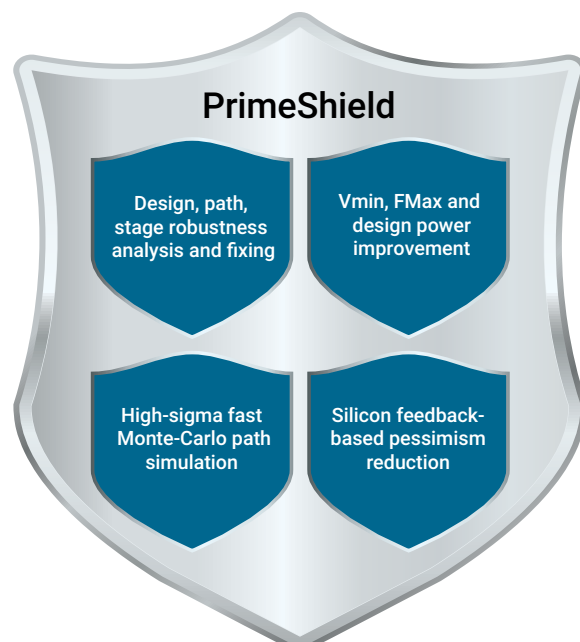 PrimeShield
Design, path,
stage robustness
analysis and fixing
Vmin, FMax and
design power
improvement
High-sigma fast
Monte-Carlo path
simulation
Silicon feedback-
based pessimism
reduction